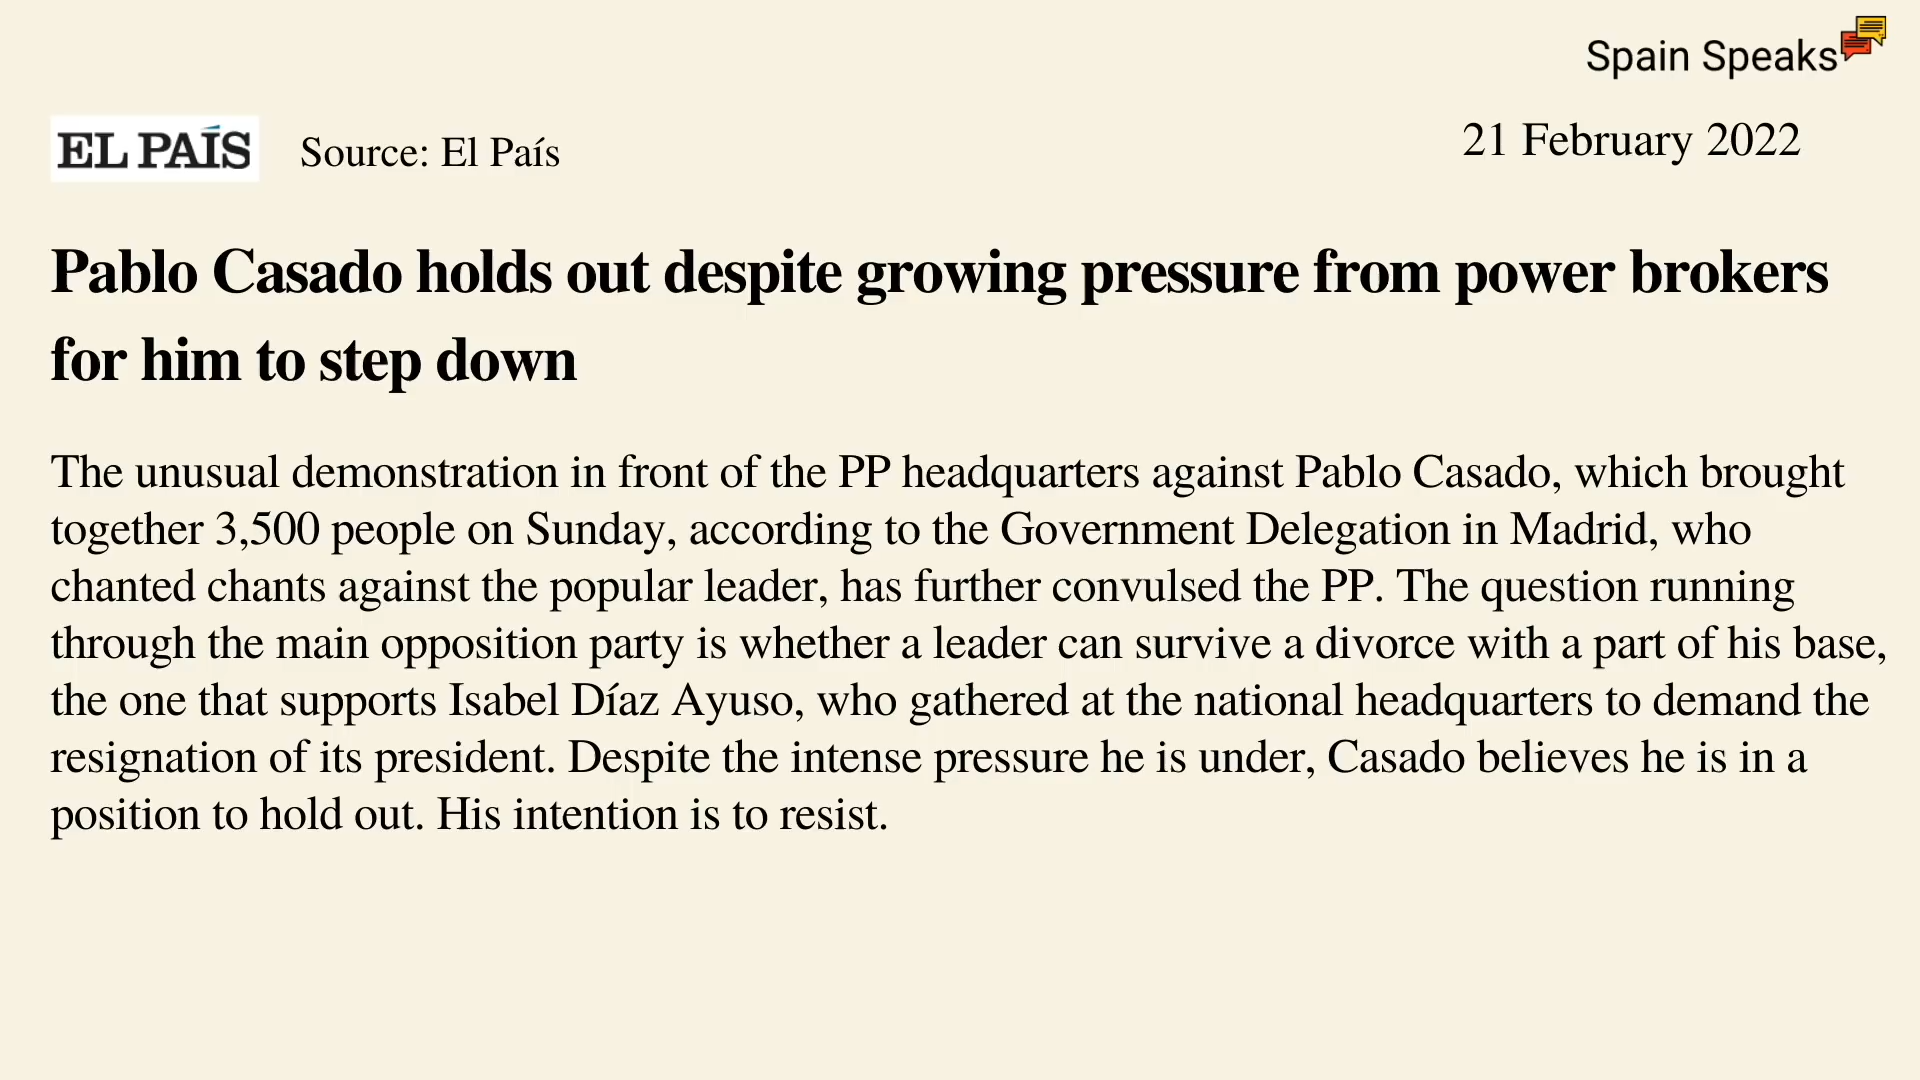 Spain Speaks
EL PAÍS
Source: El País
21 February 2022
Pablo Casado holds out despite growing pressure from power brokers
for him to step down
The unusual demonstration in front of the PP headquarters against Pablo Casado, which brought
together 3,500 people on Sunday, according to the Government Delegation in Madrid, who
chanted chants against the popular leader, has further convulsed the PP. The question running
through the main opposition party is whether a leader can survive a divorce with a part of his base,
the one that supports Isabel Díaz Ayuso, who gathered at the national headquarters to demand the
resignation of its president. Despite the intense pressure he is under, Casado believes he is in a
position to hold out. His intention is to resist.